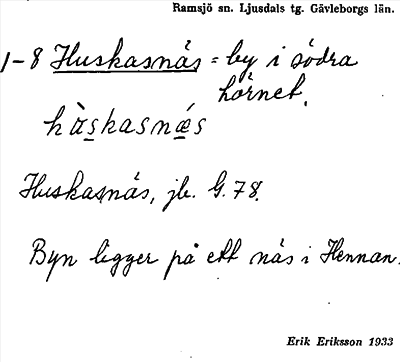 Ramsjö sn. Ljusdals tg. Gävleborgs län.
1-8 Huskasnäs = by i södra
hörnet.
hàskasnǽs
Huskasnäs, jb. G. 78.
Byn ligger på ett näs i Hennan.
Erik Eriksson 1933